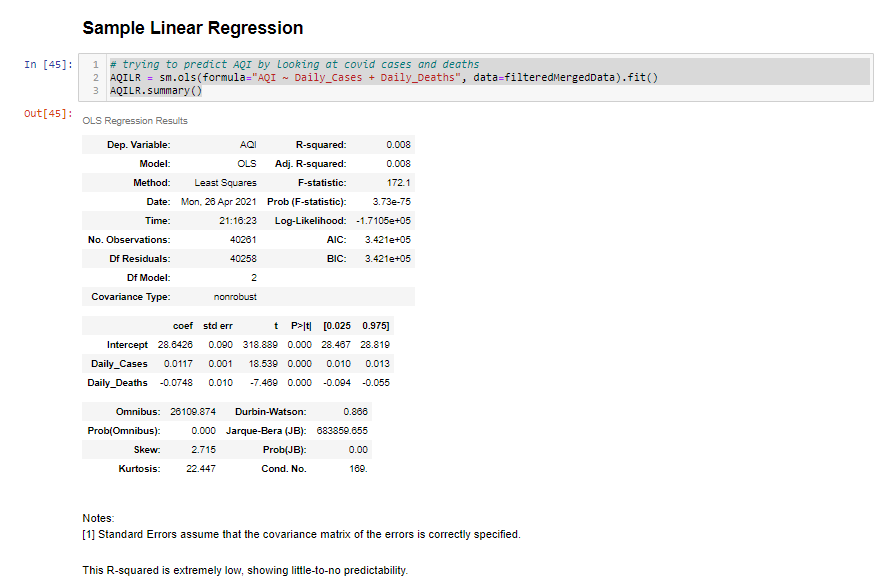 Sample Linear Regression
In [45]:
1 # trying to predict AQI by looking at covid cases and deaths
2 AQILR = sm.ols(formula="AQI ~ Daily_Cases + Daily_Deaths", data=filteredMergedData).fit()
3 AQILR.summary()
Out[45]:
OLS Regression Results
Dep. Variable: AQI R-squared: 0.008
Model: OLS Adj. R-squared: 0.008
Method: Least Squares F-statistic: 172.1
Date: Mon, 26 Apr 2021 Prob (F-statistic): 3.73e-75
Time: 21:16:23 Log-Likelihood: -1.7105e+05
No. Observations: 40261 AIC: 3.421e+05
Df Residuals: 40258 BIC: 3.421e+05
Df Model: 2
Covariance Type: nonrobust
coef std err t P>|t| [0.025 0.975]
Intercept 28.6426 0.090 318.889 0.000 28.467 28.819
Daily_Cases 0.0117 0.001 18.539 0.000 0.010 0.013
Daily_Deaths -0.0748 0.010 -7.469 0.000 -0.094 -0.055
Omnibus: 26109.874 Durbin-Watson: 0.866
Prob(Omnibus): 0.000 Jarque-Bera (JB): 683859.655
Skew: 2.715 Prob(JB): 0.00
Kurtosis: 22.447 Cond. No. 169.
Notes:
[1] Standard Errors assume that the covariance matrix of the errors is correctly specified.
This R-squared is extremely low, showing little-to-no predictability.